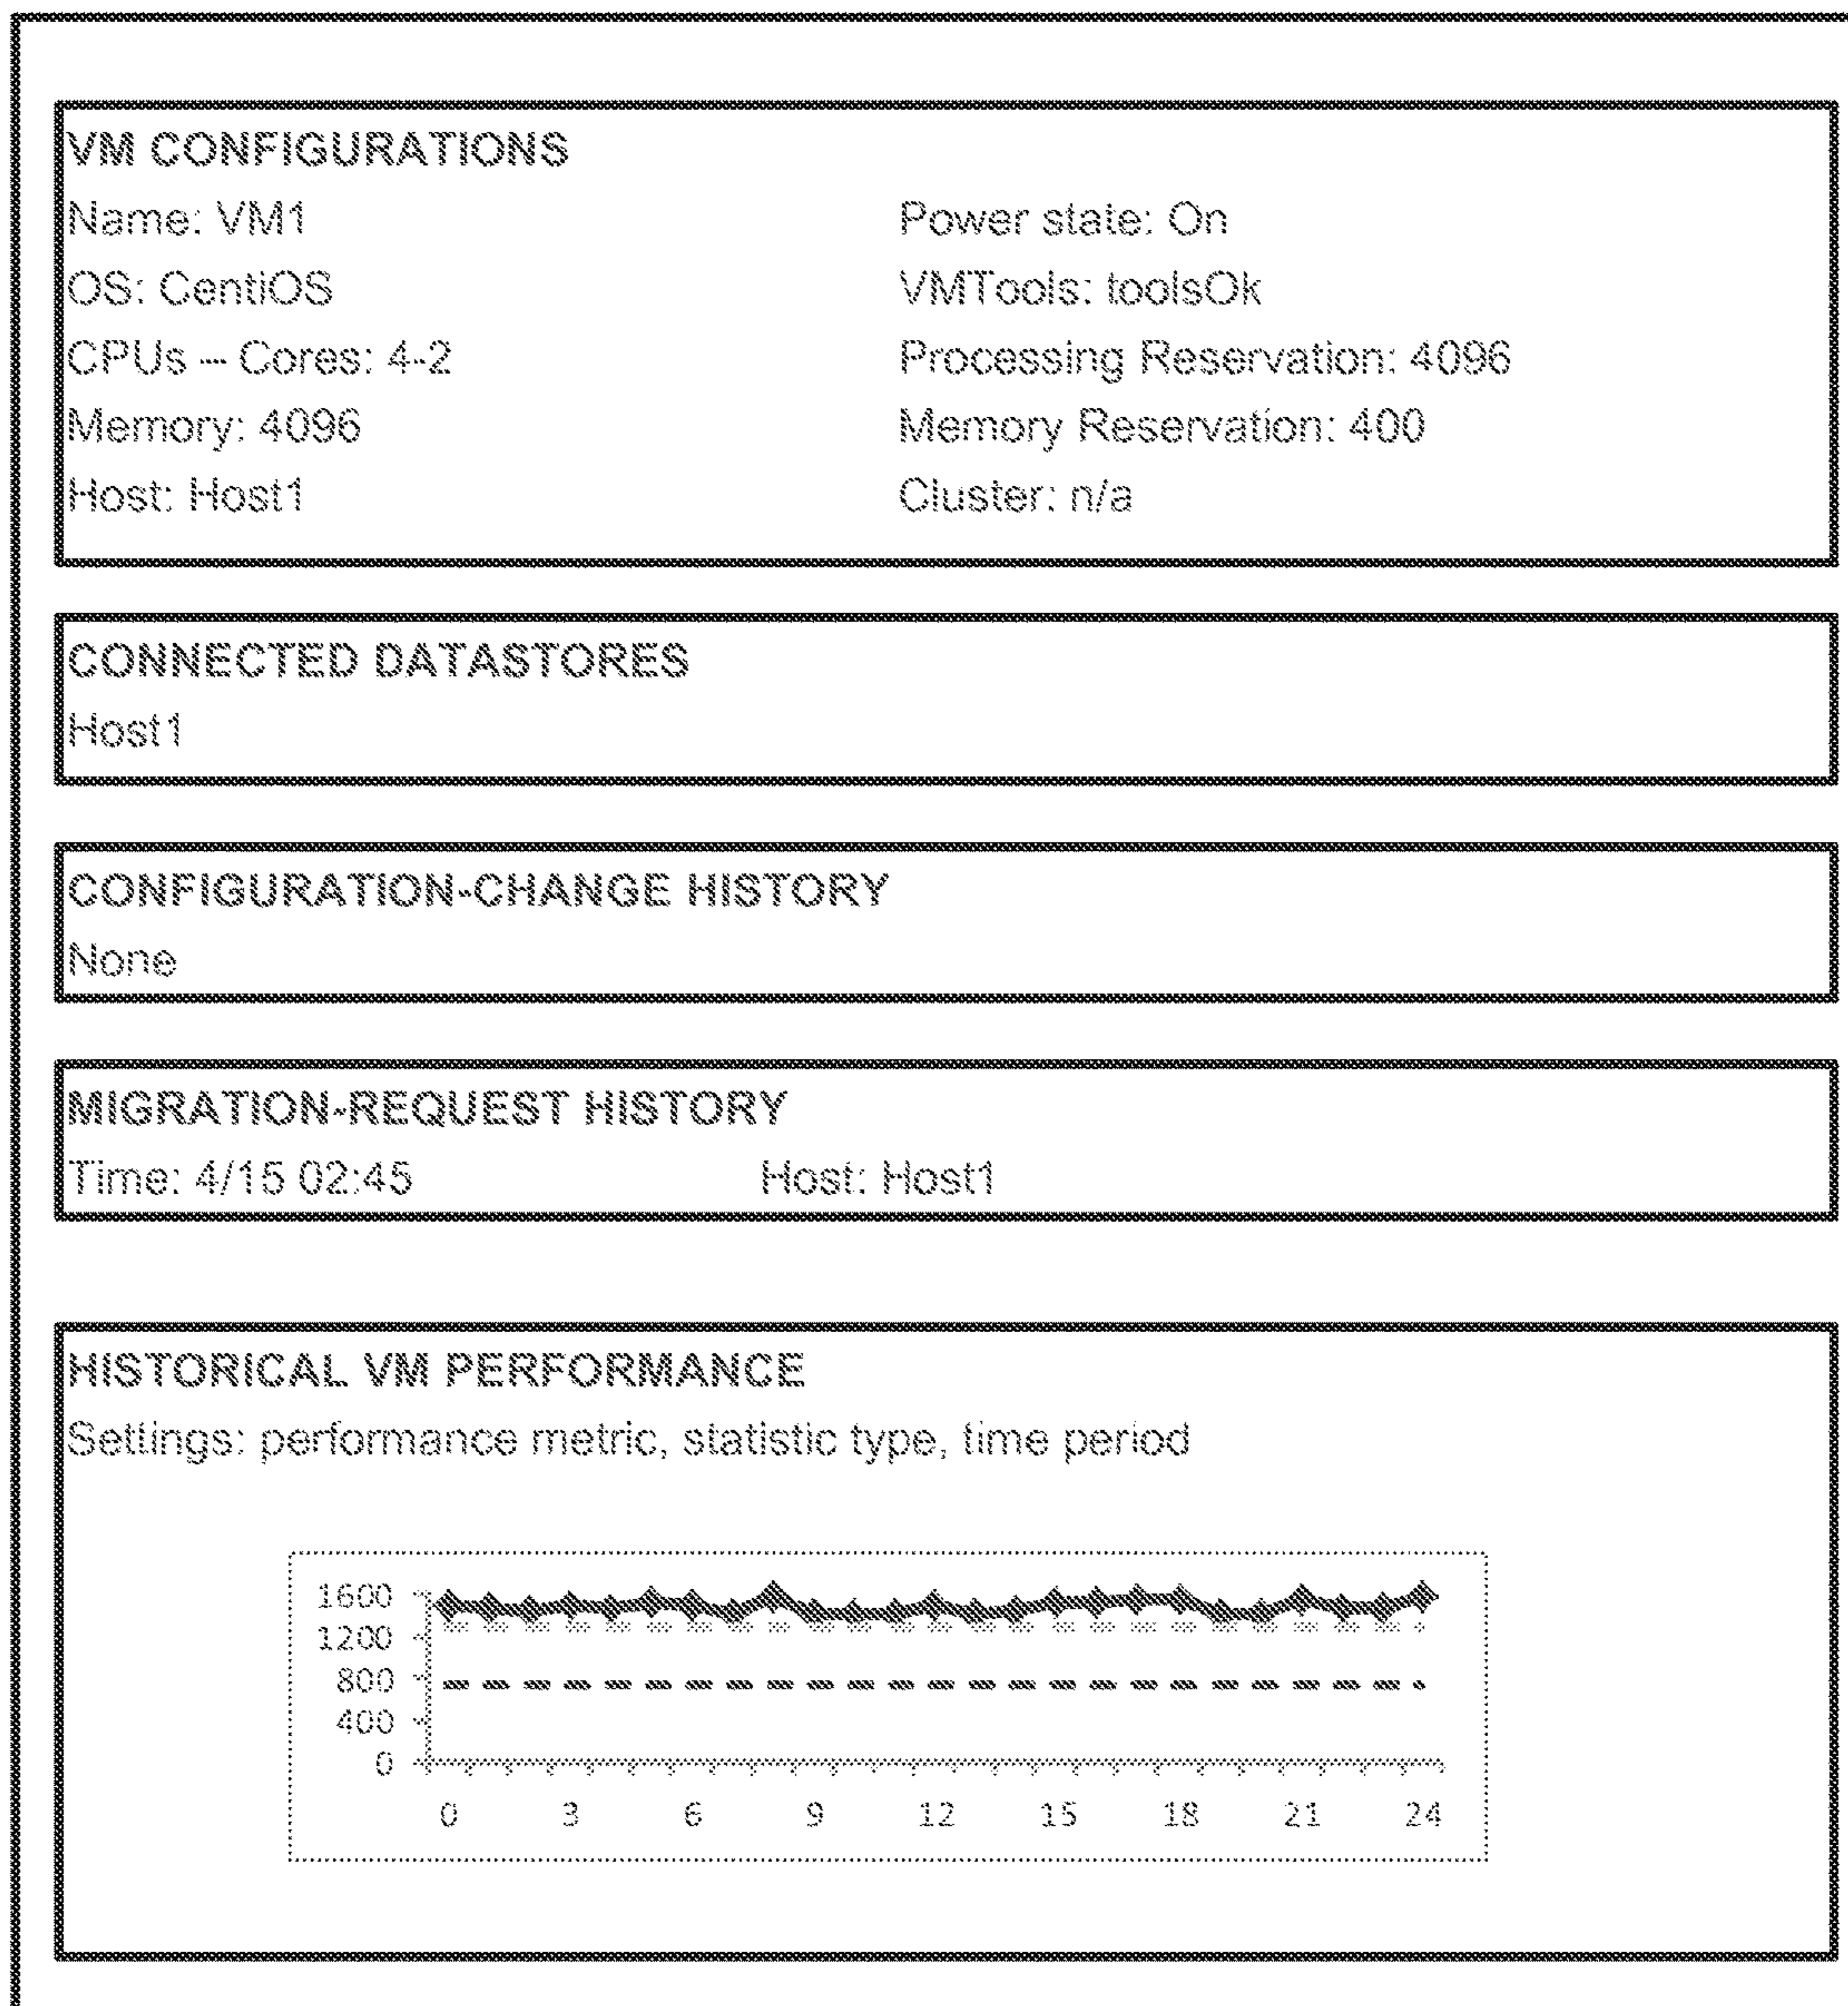 VM CONFIGURATIONS
Name: VM1 Power state: On
OS: CentiOS VMTools: toolsOk
CPUs – Cores: 4-2 Processing Reservation: 4096
Memory: 4096 Memory Reservation: 400
Host: Host1 Cluster: n/a
CONNECTED DATASTORES
Host1
CONFIGURATION-CHANGE HISTORY
None
MIGRATION-REQUEST HISTORY
Time: 4/15 02:45 Host: Host1
HISTORICAL VM PERFORMANCE
Settings: performance metric, statistic type, time period
1600
1200
800
400
0
0 3 6 9 12 15 18 21 24